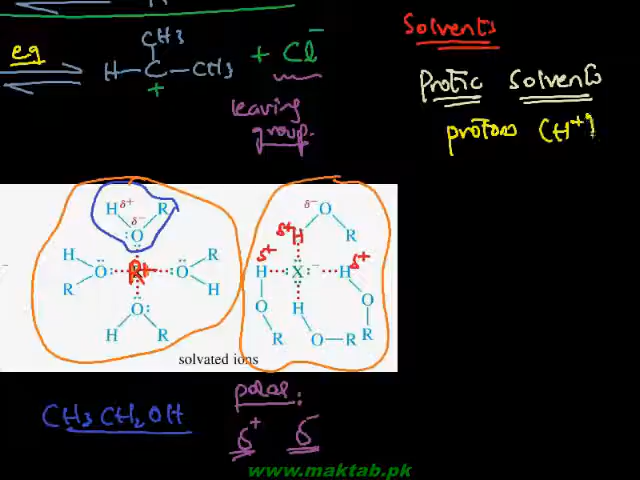 Solvents
CH3
eg
H–C–CH3 + Cl⁻
+
Protic Solvents
leaving
group.
protons (H⁺)
H δ+ R δ- O
δ- O R
δ+ H
H O R
O R H
δ+ H X⁻ H δ+
O
H R
O R
H
O R
O–R
solvated ions
polar:
CH3CH2OH
δ+ δ-
www.maktab.pk